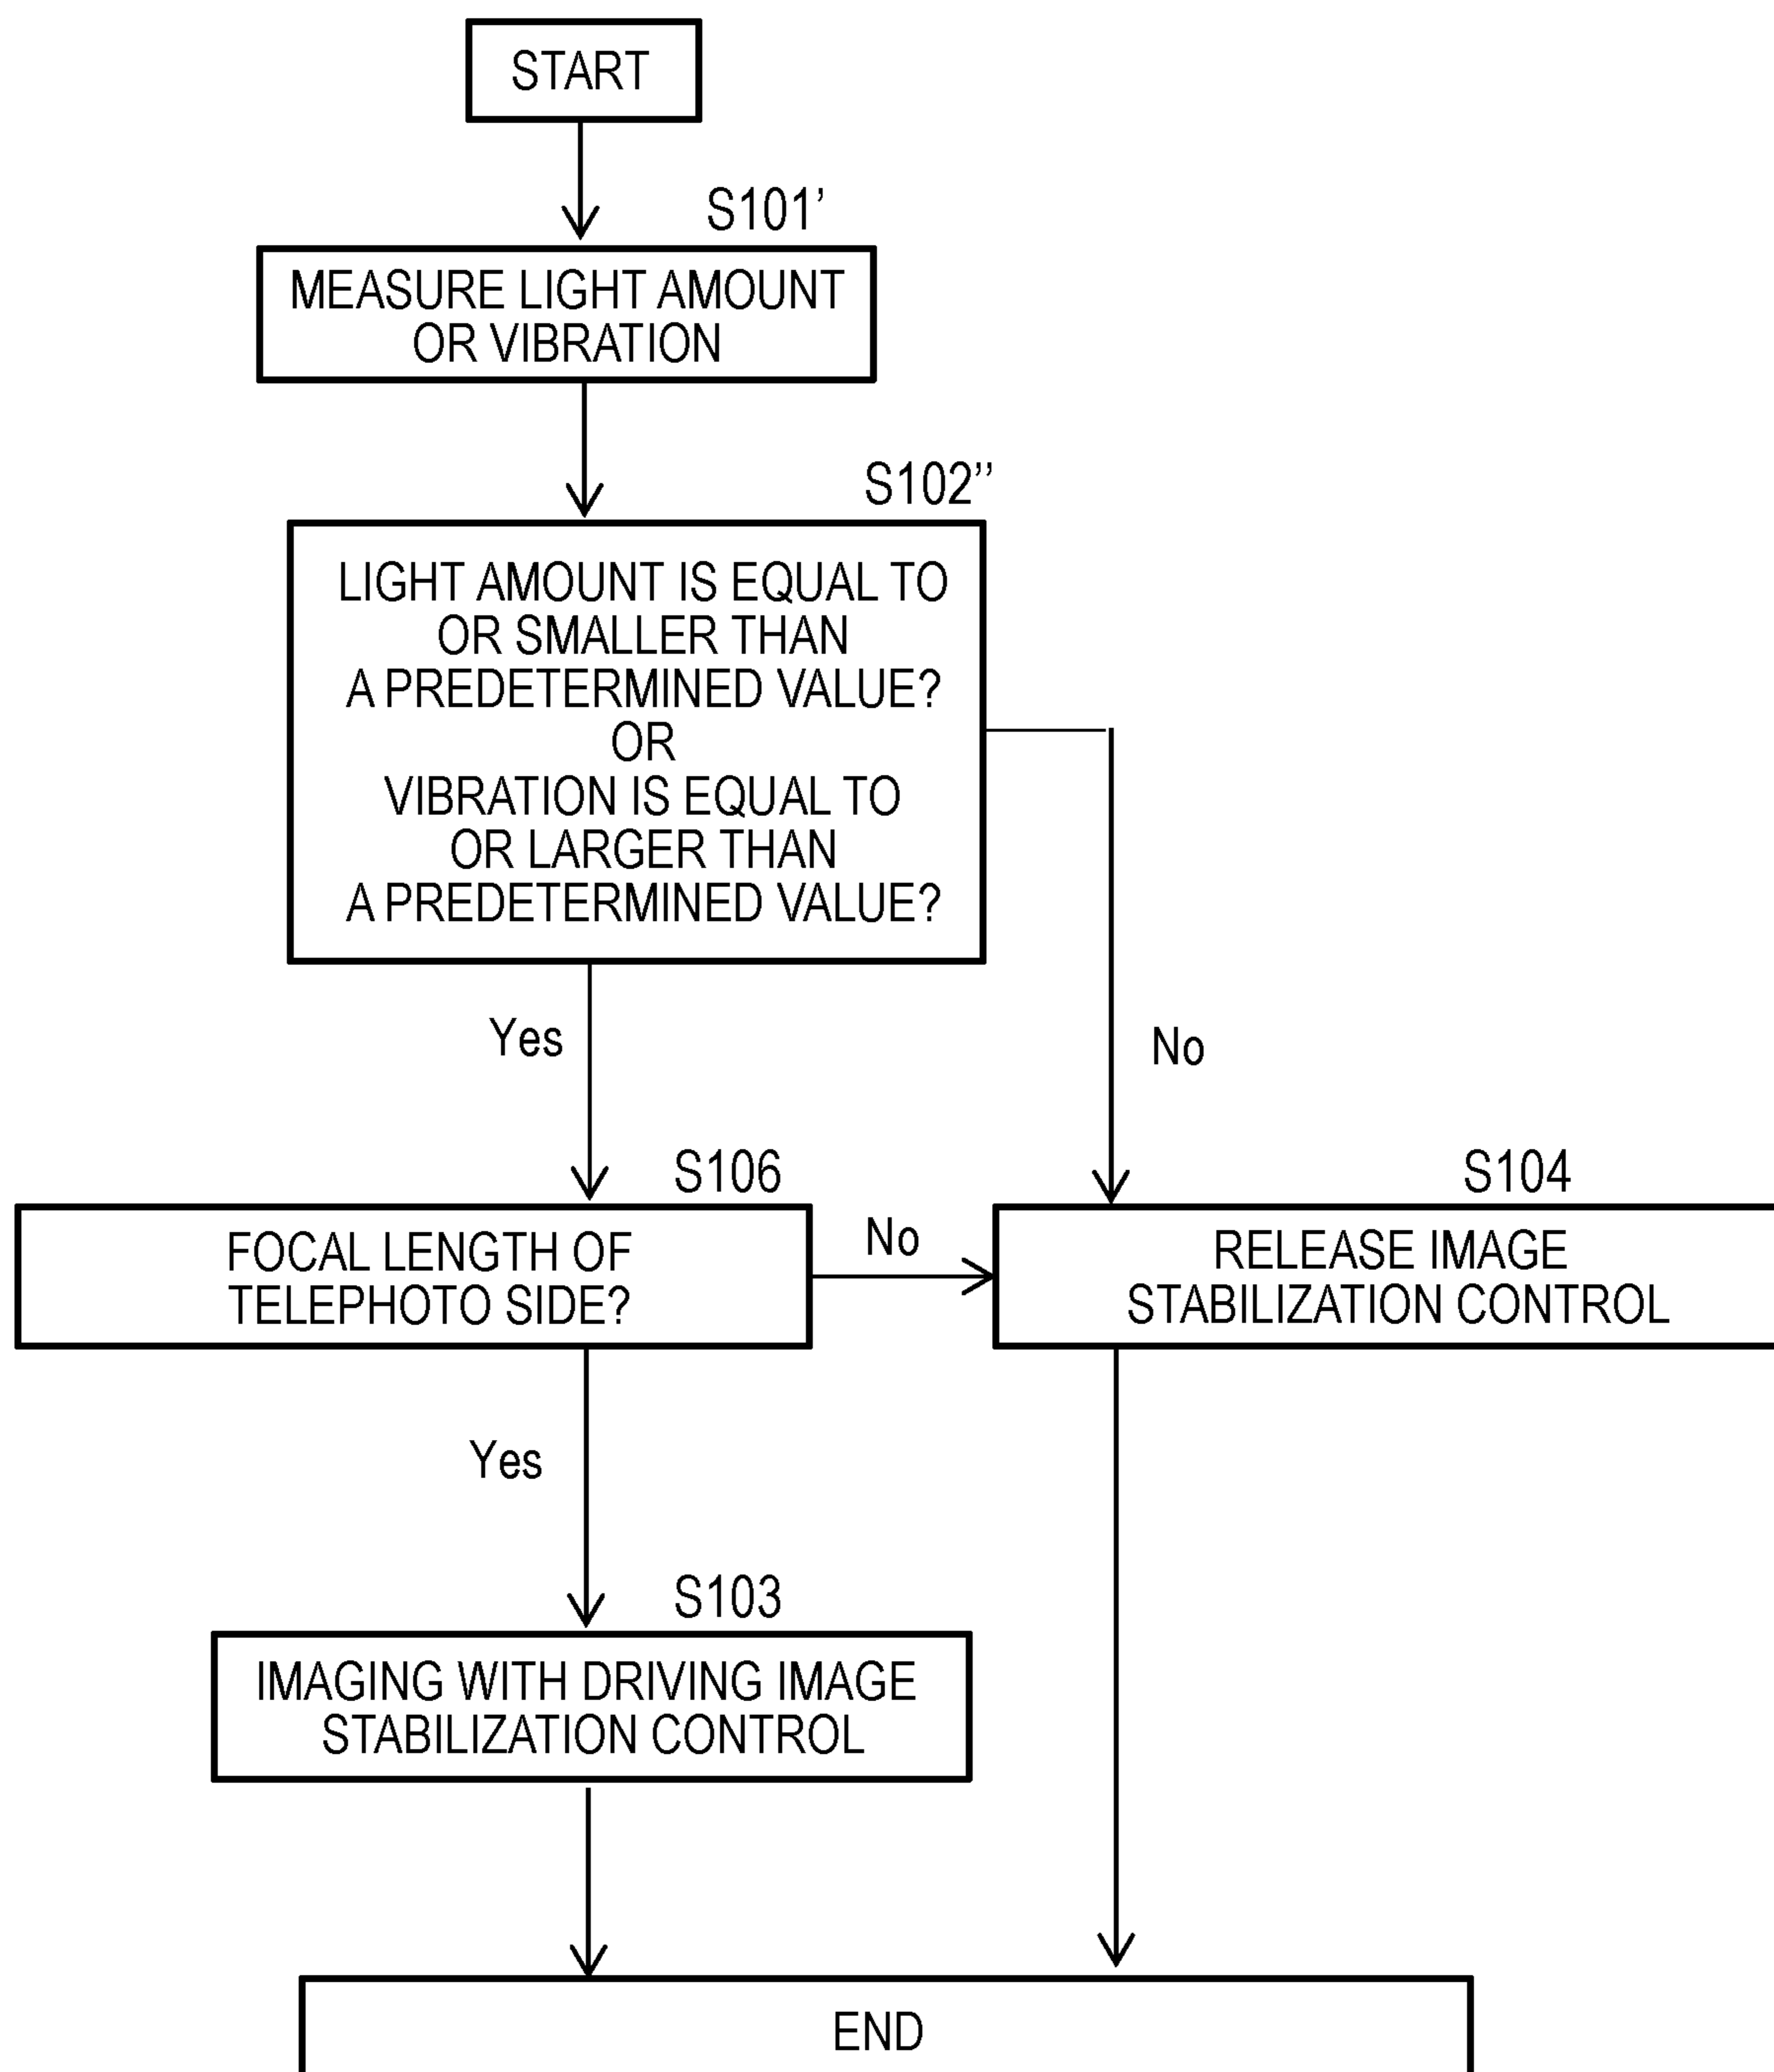 START
S101’
MEASURE LIGHT AMOUNT
OR VIBRATION
S102’’
LIGHT AMOUNT IS EQUAL TO
OR SMALLER THAN
A PREDETERMINED VALUE?
OR
VIBRATION IS EQUAL TO
OR LARGER THAN
A PREDETERMINED VALUE?
Yes
No
S106
FOCAL LENGTH OF
TELEPHOTO SIDE?
No
S104
RELEASE IMAGE
STABILIZATION CONTROL
Yes
S103
IMAGING WITH DRIVING IMAGE
STABILIZATION CONTROL
END